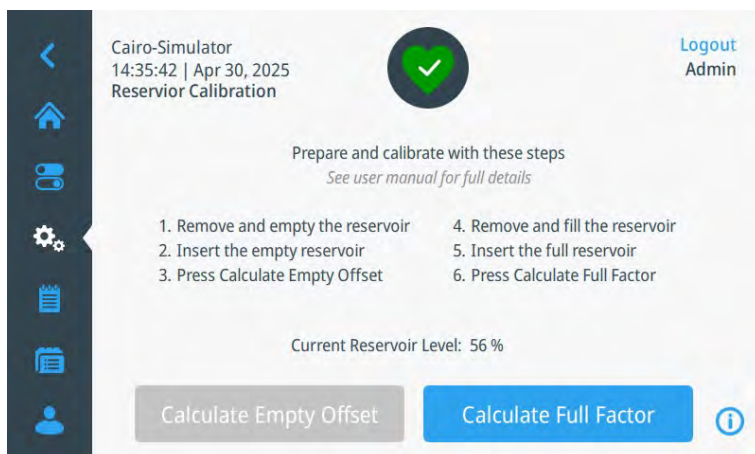 Cairo-Simulator
14:35:42 | Apr 30, 2025
Reservior Calibration
Logout
Admin
Prepare and calibrate with these steps
See user manual for full details
1. Remove and empty the reservoir
2. Insert the empty reservoir
3. Press Calculate Empty Offset
4. Remove and fill the reservoir
5. Insert the full reservoir
6. Press Calculate Full Factor
Current Reservoir Level: 56 %
Calculate Empty Offset
Calculate Full Factor